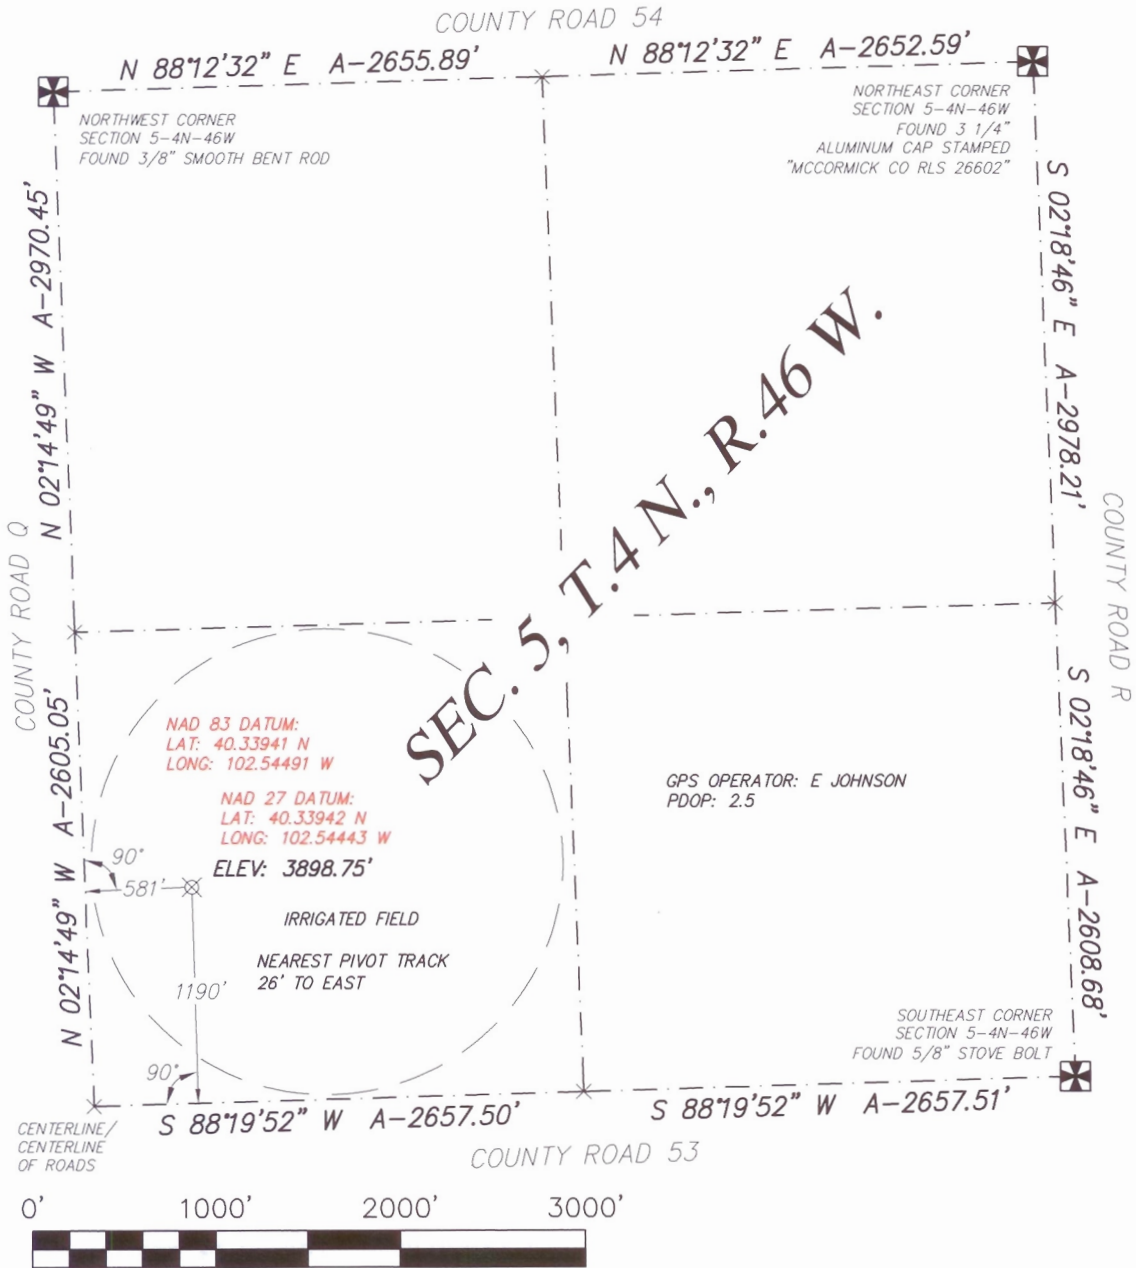 COUNTY ROAD 54
N 88°12'32" E   A-2655.89'
N 88°12'32" E   A-2652.59'
NORTHWEST CORNER
SECTION 5-4N-46W
FOUND 3/8" SMOOTH BENT ROD
NORTHEAST CORNER
SECTION 5-4N-46W
FOUND 3 1/4"
ALUMINUM CAP STAMPED
"MCCORMICK CO RLS 26602"
N 02°14'49" W   A-2970.45'
S 02°18'46" E   A-2978.21'
COUNTY ROAD Q
COUNTY ROAD R
SEC. 5, T.4 N., R.46 W.
N 02°14'49" W   A-2605.05'
S 02°18'46" E   A-2608.68'
NAD 83 DATUM:
LAT: 40.33941 N
LONG: 102.54491 W
NAD 27 DATUM:
LAT: 40.33942 N
LONG: 102.54443 W
ELEV: 3898.75'
GPS OPERATOR: E JOHNSON
PDOP: 2.5
90°
581'
IRRIGATED FIELD
NEAREST PIVOT TRACK
26' TO EAST
1190'
90°
SOUTHEAST CORNER
SECTION 5-4N-46W
FOUND 5/8" STOVE BOLT
S 88°19'52" W   A-2657.50'
S 88°19'52" W   A-2657.51'
CENTERLINE/
CENTERLINE
OF ROADS
COUNTY ROAD 53
0'   1000'   2000'   3000'